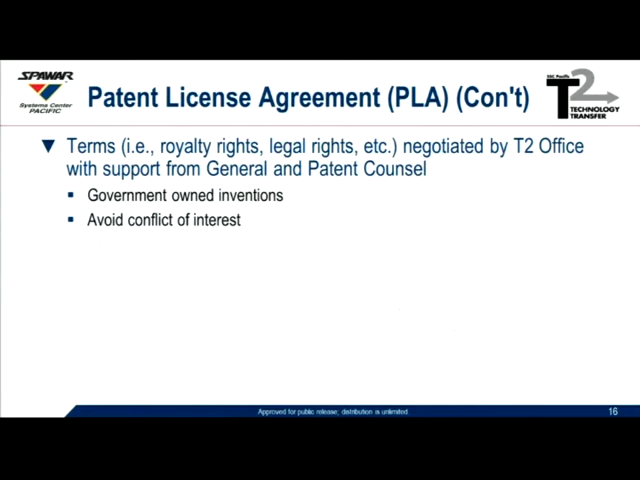 SPAWAR
Systems Center
PACIFIC
Patent License Agreement (PLA) (Con't)
SSC Pacific
T2
TECHNOLOGY
TRANSFER
▼ Terms (i.e., royalty rights, legal rights, etc.) negotiated by T2 Office
with support from General and Patent Counsel
▪ Government owned inventions
▪ Avoid conflict of interest
Approved for public release; distribution is unlimited.
16